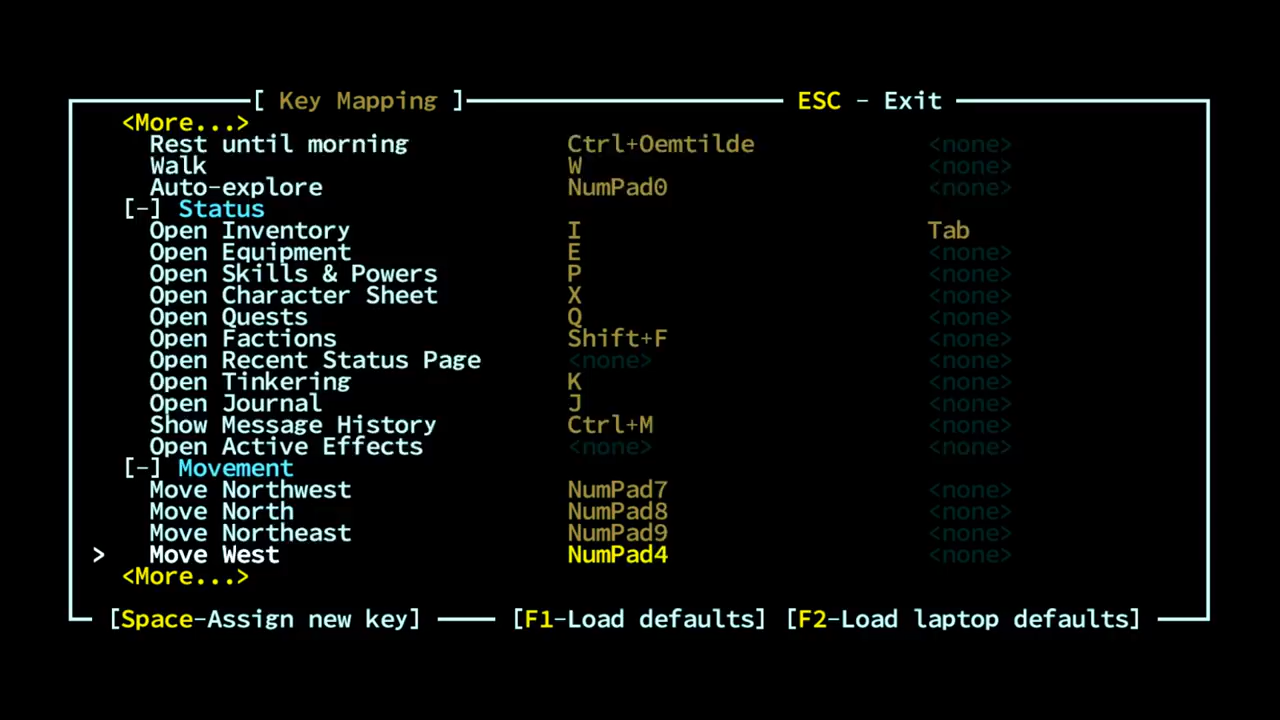 [ Key Mapping ] ESC - Exit
<More...>
Rest until morning Ctrl+Oemtilde <none>
Walk W <none>
Auto-explore NumPad0 <none>
[-] Status
Open Inventory I Tab
Open Equipment E <none>
Open Skills & Powers P <none>
Open Character Sheet X <none>
Open Quests Q <none>
Open Factions Shift+F <none>
Open Recent Status Page <none> <none>
Open Tinkering K <none>
Open Journal J <none>
Show Message History Ctrl+M <none>
Open Active Effects <none> <none>
[-] Movement
Move Northwest NumPad7 <none>
Move North NumPad8 <none>
Move Northeast NumPad9 <none>
> Move West NumPad4 <none>
<More...>
[Space-Assign new key] [F1-Load defaults] [F2-Load laptop defaults]